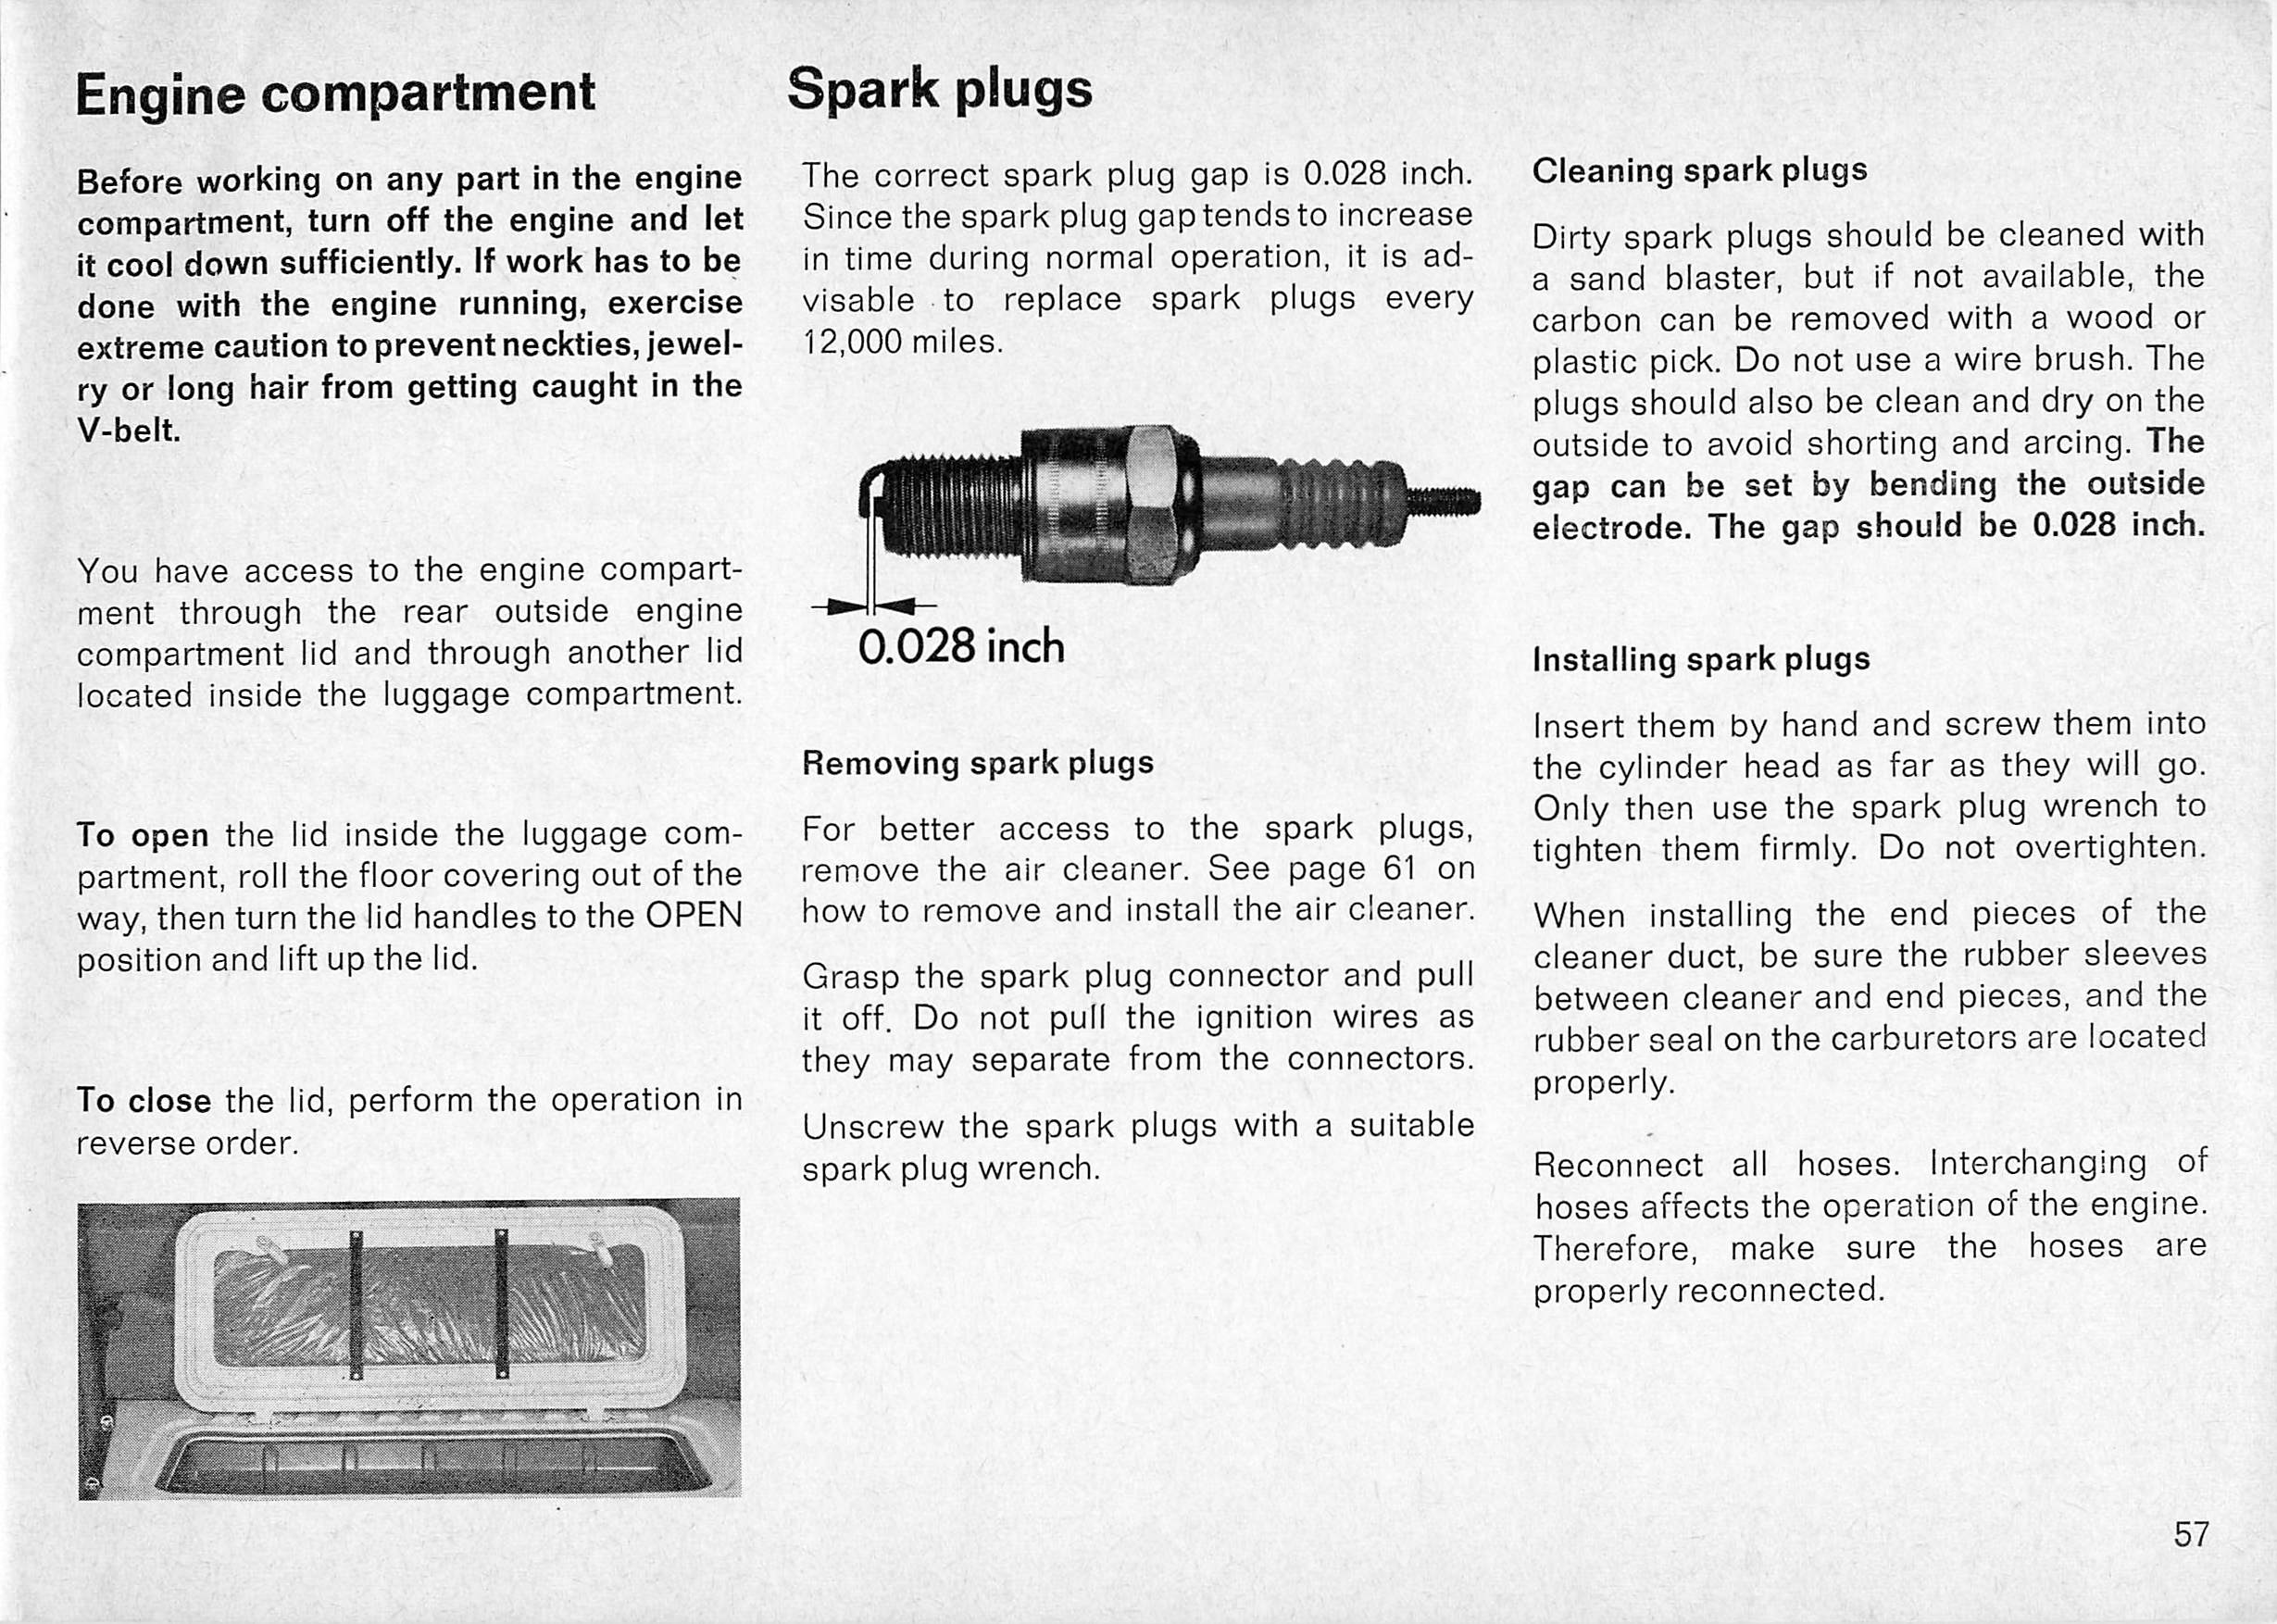 Engine compartment
Before working on any part in the engine
compartment, turn off the engine and let
it cool down sufficiently. If work has to be
done with the engine running, exercise
extreme caution to prevent neckties, jewel-
ry or long hair from getting caught in the
V-belt.
You have access to the engine compart-
ment through the rear outside engine
compartment lid and through another lid
located inside the luggage compartment.
To open the lid inside the luggage com-
partment, roll the floor covering out of the
way, then turn the lid handles to the OPEN
position and lift up the lid.
To close the lid, perform the operation in
reverse order.
Spark plugs
The correct spark plug gap is 0.028 inch.
Since the spark plug gap tends to increase
in time during normal operation, it is ad-
visable to replace spark plugs every
12,000 miles.
0.028 inch
Removing spark plugs
For better access to the spark plugs,
remove the air cleaner. See page 61 on
how to remove and install the air cleaner.
Grasp the spark plug connector and pull
it off. Do not pull the ignition wires as
they may separate from the connectors.
Unscrew the spark plugs with a suitable
spark plug wrench.
Cleaning spark plugs
Dirty spark plugs should be cleaned with
a sand blaster, but if not available, the
carbon can be removed with a wood or
plastic pick. Do not use a wire brush. The
plugs should also be clean and dry on the
outside to avoid shorting and arcing. The
gap can be set by bending the outside
electrode. The gap should be 0.028 inch.
Installing spark plugs
Insert them by hand and screw them into
the cylinder head as far as they will go.
Only then use the spark plug wrench to
tighten them firmly. Do not overtighten.
When installing the end pieces of the
cleaner duct, be sure the rubber sleeves
between cleaner and end pieces, and the
rubber seal on the carburetors are located
properly.
Reconnect all hoses. Interchanging of
hoses affects the operation of the engine.
Therefore, make sure the hoses are
properly reconnected.
57